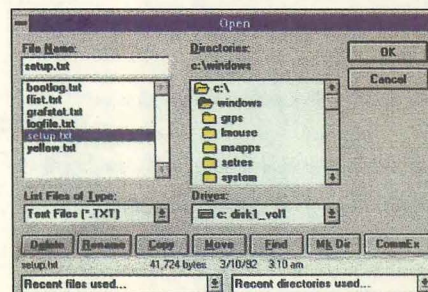 Open
File Name:
setup.txt
bootlog.txt
flist.txt
grafstat.txt
logfile.txt
setup.txt
yellow.txt
List Files of Type:
Text Files (*.TXT)
Directories:
c:\windows
c:\
windows
grps
kmouse
msapps
setres
system
Drives:
c: disk1_vol1
OK
Cancel
Delete Rename Copy Move Find Mk Dir CommEx
setup.txt 41,724 bytes 3/10/92 3:10 am
Recent files used... Recent directories used...